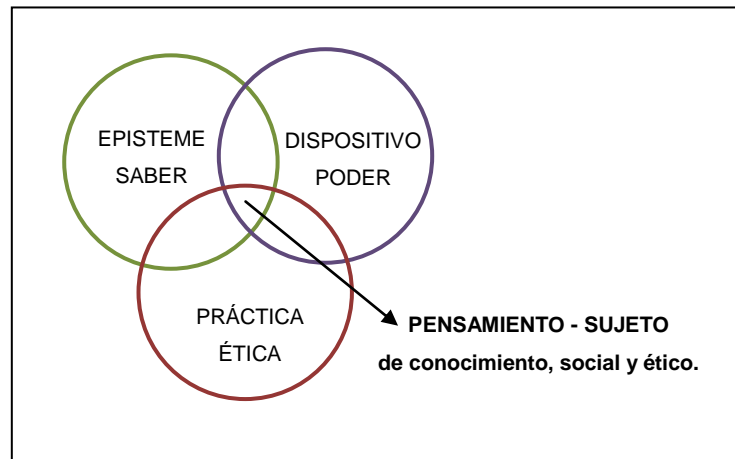 EPISTEME
SABER
DISPOSITIVO
PODER
PRÁCTICA
ÉTICA
PENSAMIENTO - SUJETO
de conocimiento, social y ético.